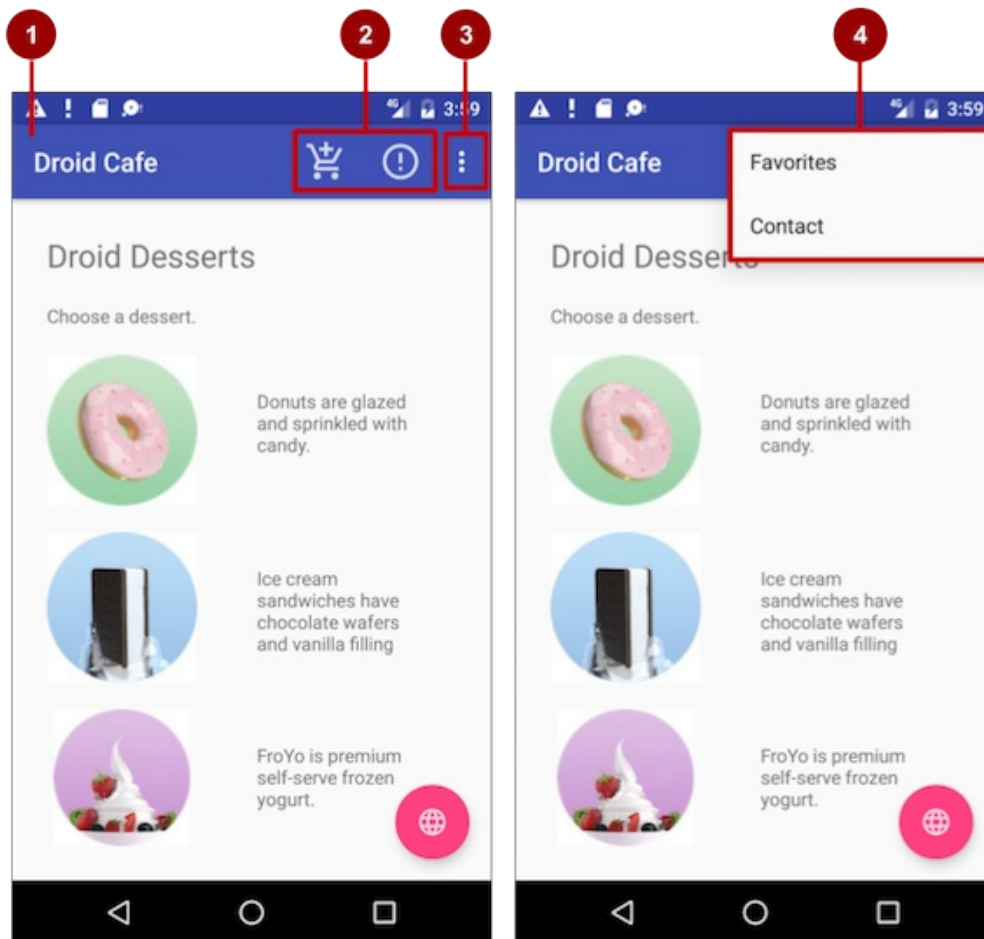 1
2
3
4
4G 3:59
Droid Cafe
Droid Desserts
Choose a dessert.
Donuts are glazed
and sprinkled with
candy.
Ice cream
sandwiches have
chocolate wafers
and vanilla filling
FroYo is premium
self-serve frozen
yogurt.
4G 3:59
Droid Cafe
Favorites
Contact
Droid Desserts
Choose a dessert.
Donuts are glazed
and sprinkled with
candy.
Ice cream
sandwiches have
chocolate wafers
and vanilla filling
FroYo is premium
self-serve frozen
yogurt.